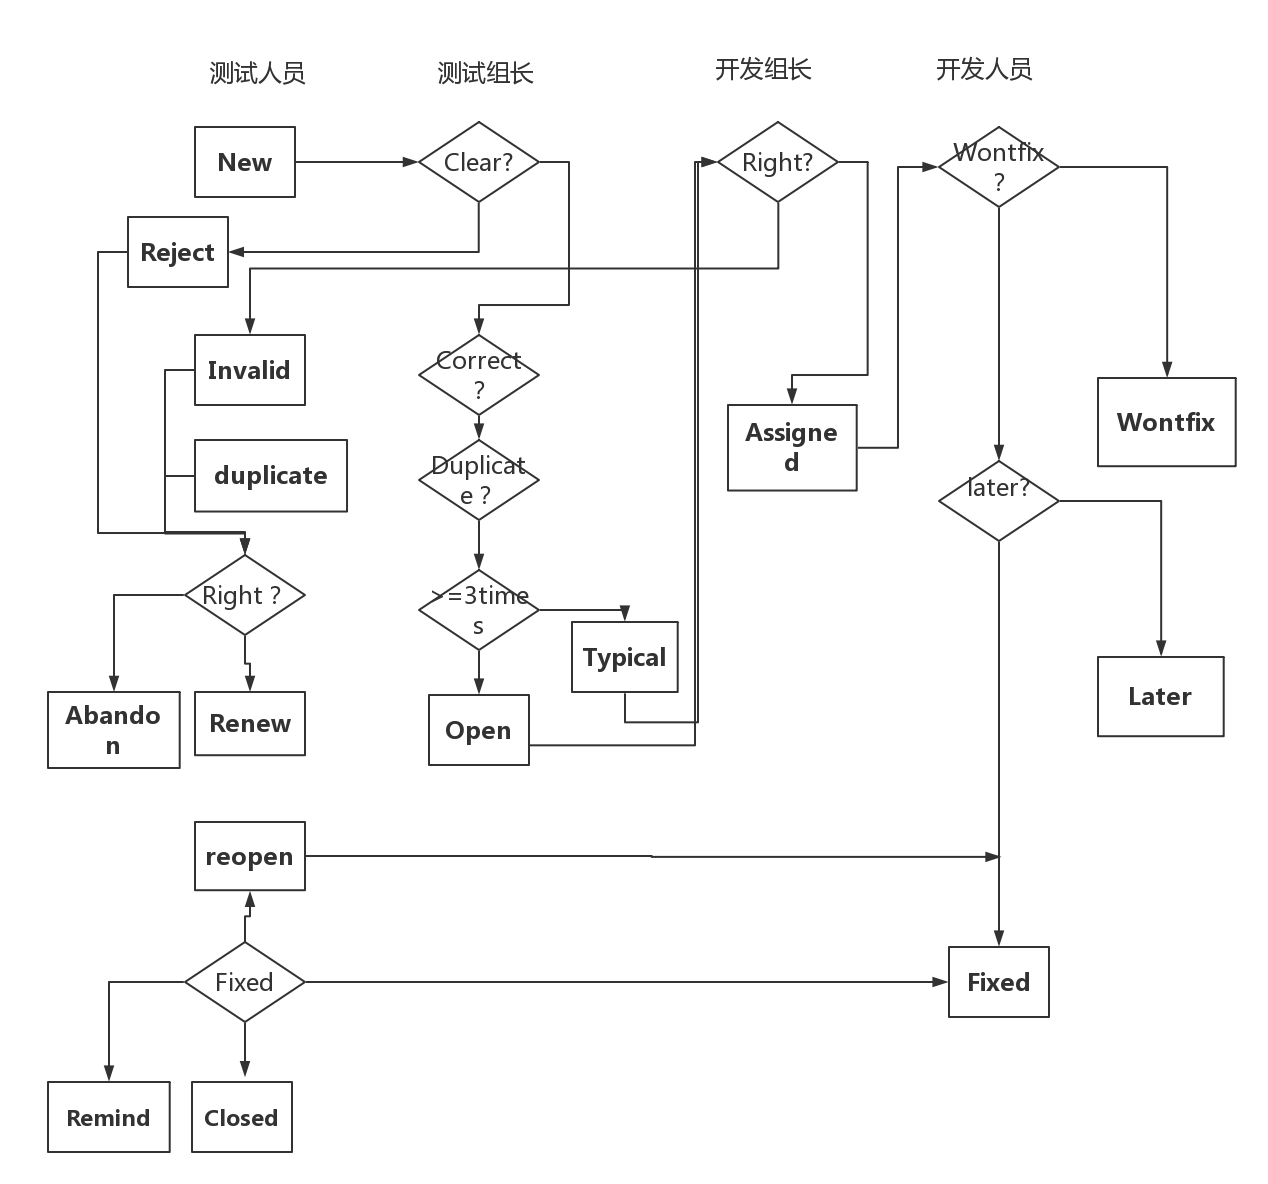 测试人员
测试组长
开发组长
开发人员
New
Clear?
Right?
Wontfix
?
Reject
Invalid
Correct
?
Wontfix
Assigne
d
duplicate
Duplicat
e ?
later?
Right ?
>=3time
s
Typical
Later
Abando
n
Renew
Open
reopen
Fixed
Fixed
Remind
Closed